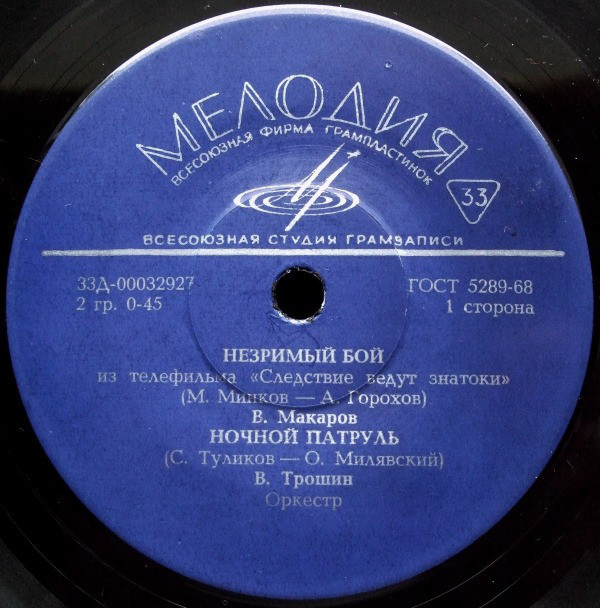 МЕЛОДИЯ
ВСЕСОЮЗНАЯ ФИРМА ГРАМПЛАСТИНОК
33
ВСЕСОЮЗНАЯ СТУДИЯ ГРАМЗАПИСИ
33Д-00032927
ГОСТ 5289-68
2 гр. 0-45
1 сторона
НЕЗРИМЫЙ БОЙ
из телефильма «Следствие ведут знатоки»
(М. Минков — А. Горохов)
В. Макаров
НОЧНОЙ ПАТРУЛЬ
(С. Туликов — О. Милявский)
В. Трошин
Оркестр